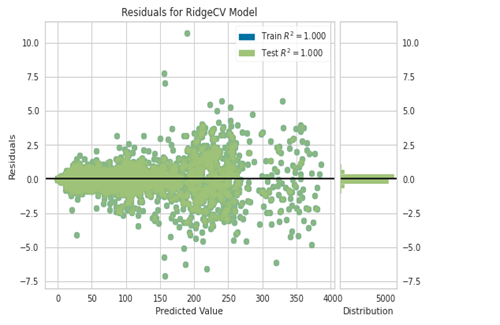 Residuals for RidgeCV Model
Train R² = 1.000
Test R² = 1.000
10.0
7.5
5.0
2.5
0.0
−2.5
−5.0
−7.5
Residuals
10.0
7.5
5.0
2.5
0.0
−2.5
−5.0
−7.5
0 50 100 150 200 250 300 350 400
0 5000
Predicted Value
Distribution